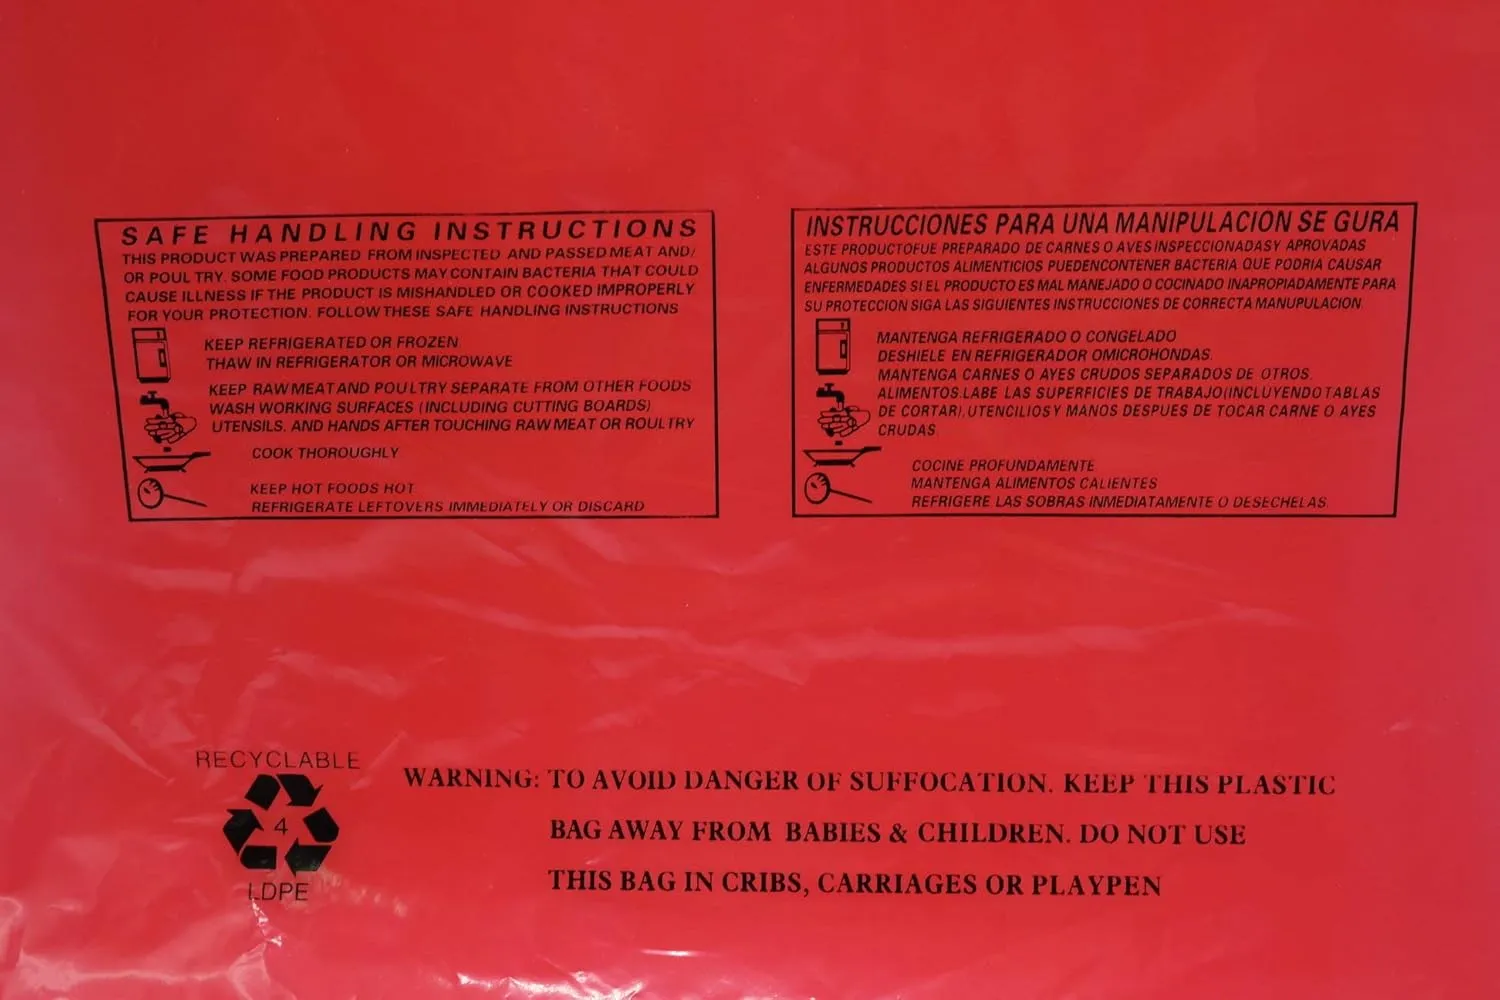 SAFE HANDLING INSTRUCTIONS
THIS PRODUCT WAS PREPARED FROM INSPECTED AND PASSED MEAT AND/
OR POULTRY. SOME FOOD PRODUCTS MAY CONTAIN BACTERIA THAT COULD
CAUSE ILLNESS IF THE PRODUCT IS MISHANDLED OR COOKED IMPROPERLY
FOR YOUR PROTECTION. FOLLOW THESE SAFE HANDLING INSTRUCTIONS
KEEP REFRIGERATED OR FROZEN
THAW IN REFRIGERATOR OR MICROWAVE
KEEP RAW MEAT AND POULTRY SEPARATE FROM OTHER FOODS
WASH WORKING SURFACES (INCLUDING CUTTING BOARDS)
UTENSILS. AND HANDS AFTER TOUCHING RAW MEAT OR ROULTRY
COOK THOROUGHLY
KEEP HOT FOODS HOT
REFRIGERATE LEFTOVERS IMMEDIATELY OR DISCARD
INSTRUCCIONES PARA UNA MANIPULACION SE GURA
ESTE PRODUCTOFUE PREPARADO DE CARNES O AVES INSPECCIONADASY APROVADAS
ALGUNOS PRODUCTOS ALIMENTICIOS PUEDENCONTENER BACTERIA QUE PODRIA CAUSAR
ENFERMEDADES SI EL PRODUCTO ES MAL MANEJADO O COCINADO INAPROPIADAMENTE PARA
SU PROTECCION SIGA LAS SIGUIENTES INSTRUCCIONES DE CORRECTA MANUPULACION
MANTENGA REFRIGERADO O CONGELADO
DESHIELE EN REFRIGERADOR OMICROHONDAS.
MANTENGA CARNES O AYES CRUDOS SEPARADOS DE OTROS.
ALIMENTOS.LABE LAS SUPERFICIES DE TRABAJO(INCLUYENDO TABLAS
DE CORTAR), UTENCILIOS Y MANOS DESPUES DE TOCAR CARNE O AYES
CRUDAS
COCINE PROFUNDAMENTE
MANTENGA ALIMENTOS CALIENTES
REFRIGERE LAS SOBRAS INMEDIATAMENTE O DESECHELAS.
RECYCLABLE
4
LDPE
WARNING: TO AVOID DANGER OF SUFFOCATION. KEEP THIS PLASTIC
BAG AWAY FROM BABIES & CHILDREN. DO NOT USE
THIS BAG IN CRIBS, CARRIAGES OR PLAYPEN